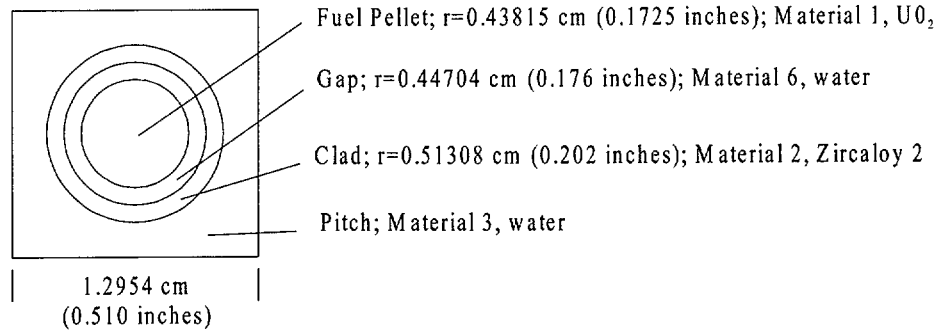 Fuel Pellet; r=0.43815 cm (0.1725 inches); Material 1, U0₂
Gap; r=0.44704 cm (0.176 inches); Material 6, water
Clad; r=0.51308 cm (0.202 inches); Material 2, Zircaloy 2
Pitch; Material 3, water
1.2954 cm
(0.510 inches)